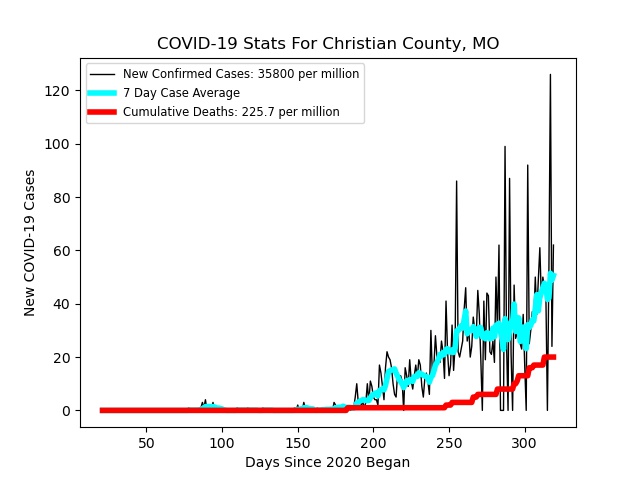 COVID-19 Stats For Christian County, MO
New Confirmed Cases: 35800 per million
7 Day Case Average
Cumulative Deaths: 225.7 per million
New COVID-19 Cases
120
100
80
60
40
20
0
50 100 150 200 250 300
Days Since 2020 Began